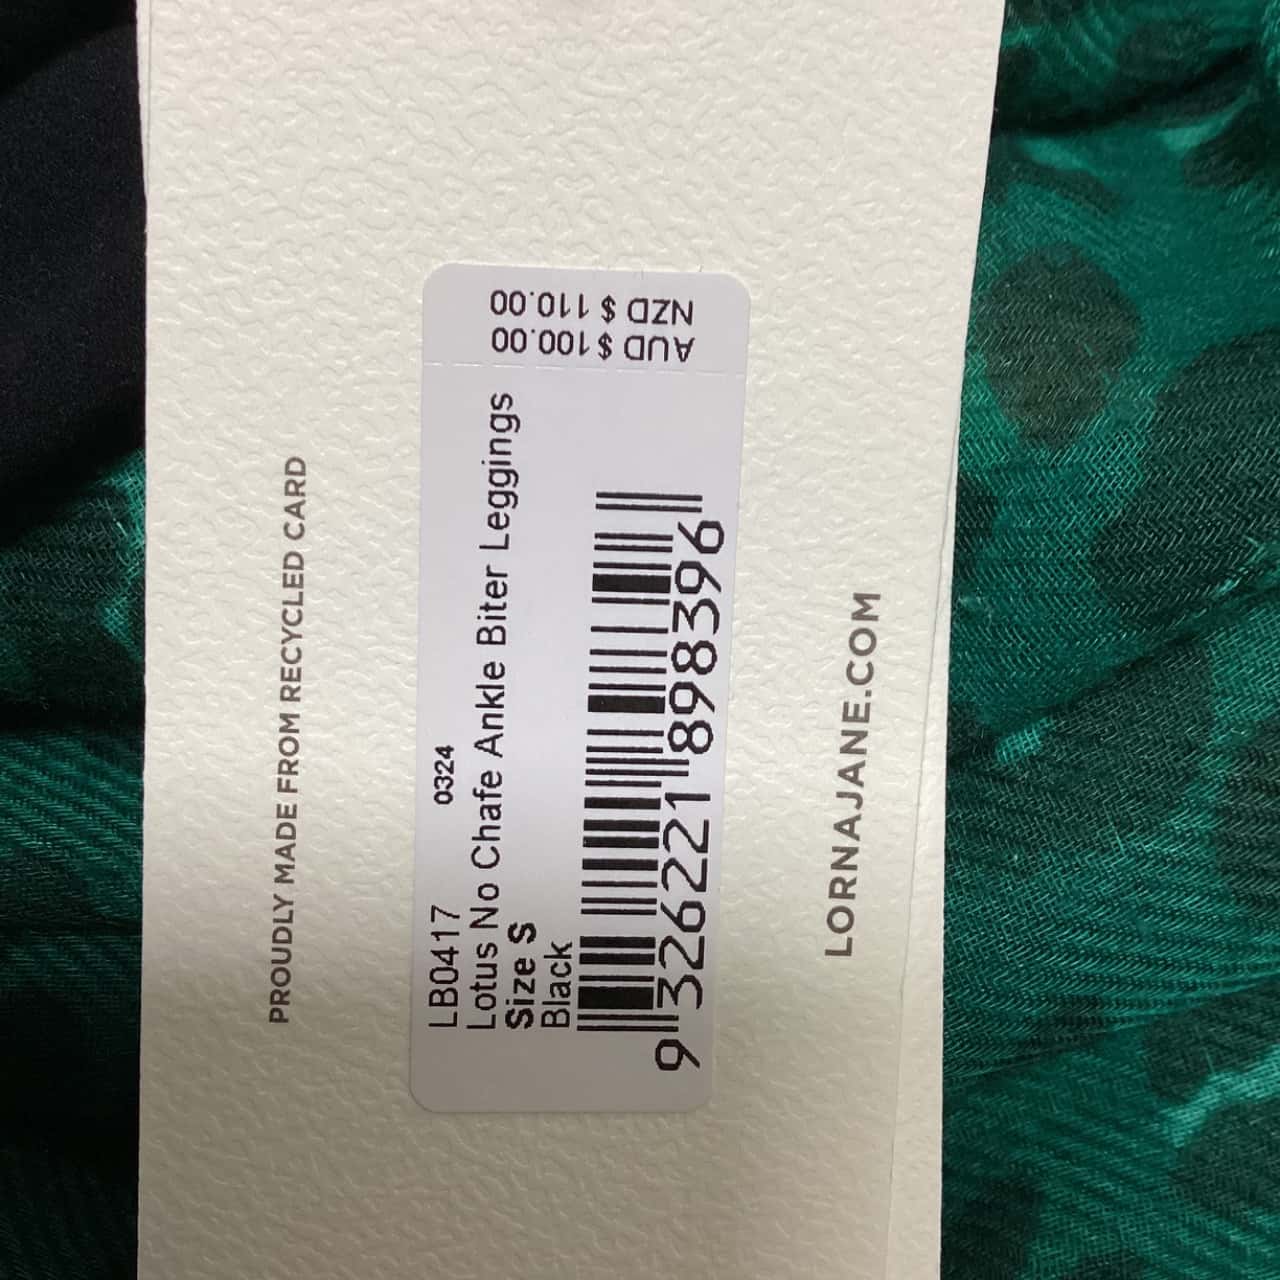 PROUDLY MADE FROM RECYCLED CARD
LB0417 0324
Lotus No Chafe Ankle Biter Leggings
Size S
Black
9 326221 898396
AUD $ 100.00
NZD $ 110.00
LORNAJANE.COM